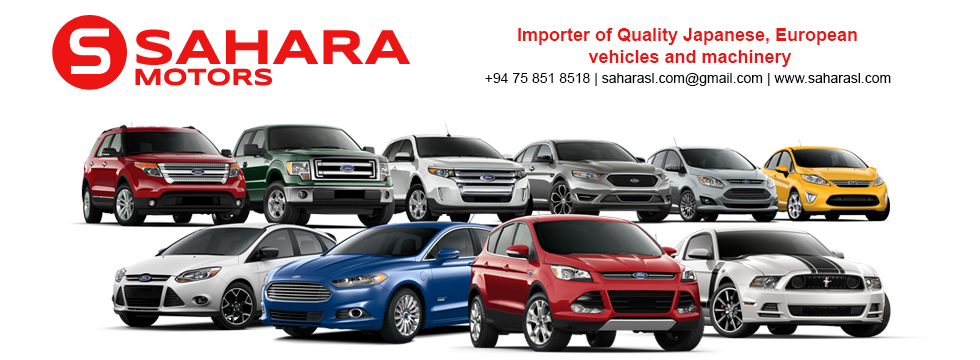 S SAHARA
MOTORS
Importer of Quality Japanese, European
vehicles and machinery
+94 75 851 8518 | saharasl.com@gmail.com | www.saharasl.com